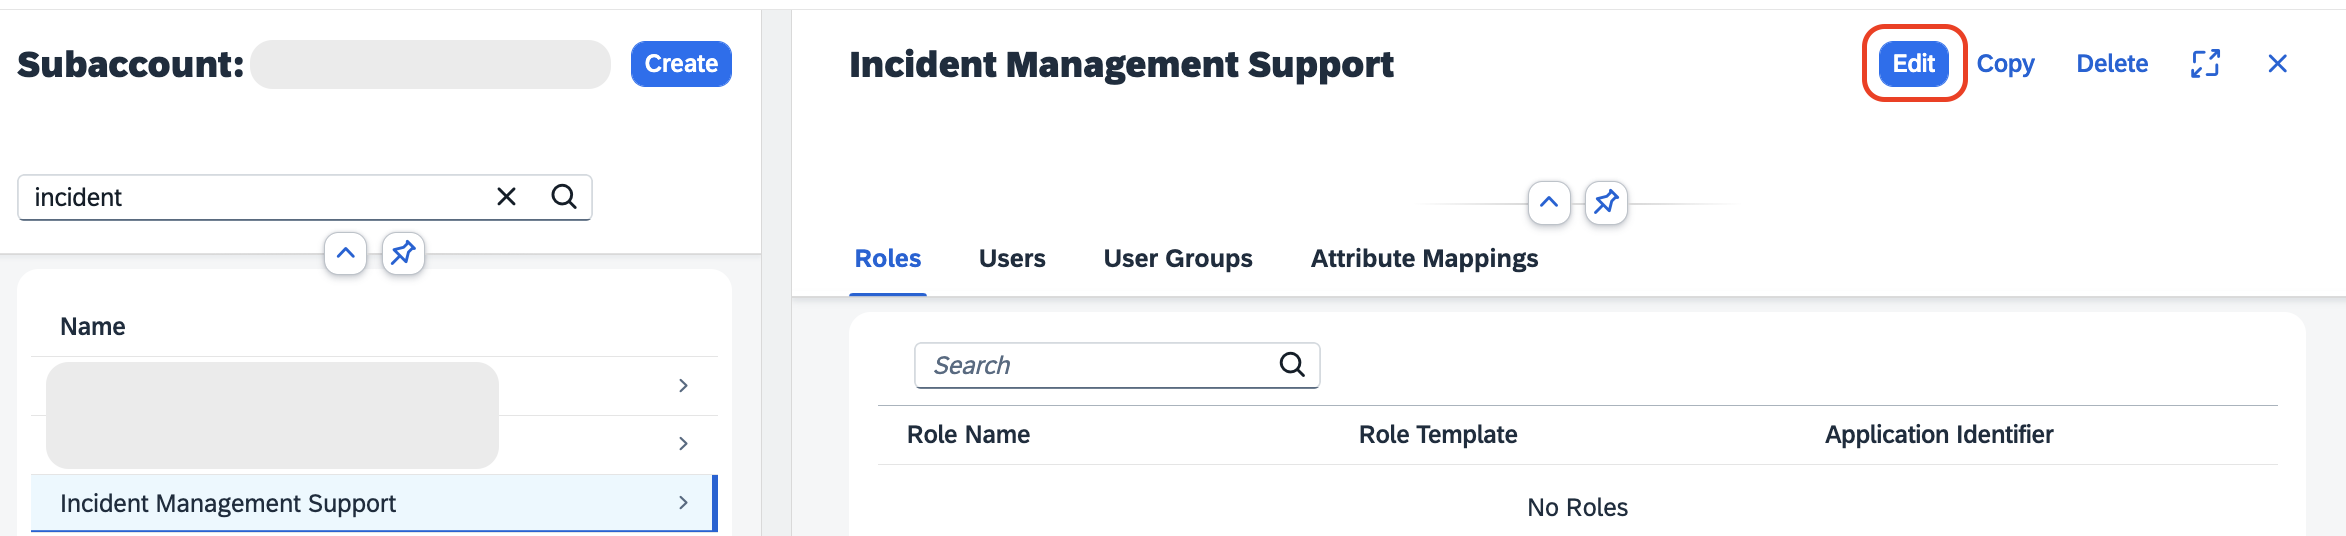 Subaccount:
Create
incident
Name
Incident Management Support
Incident Management Support
Edit
Copy
Delete
Roles
Users
User Groups
Attribute Mappings
Search
Role Name
Role Template
Application Identifier
No Roles